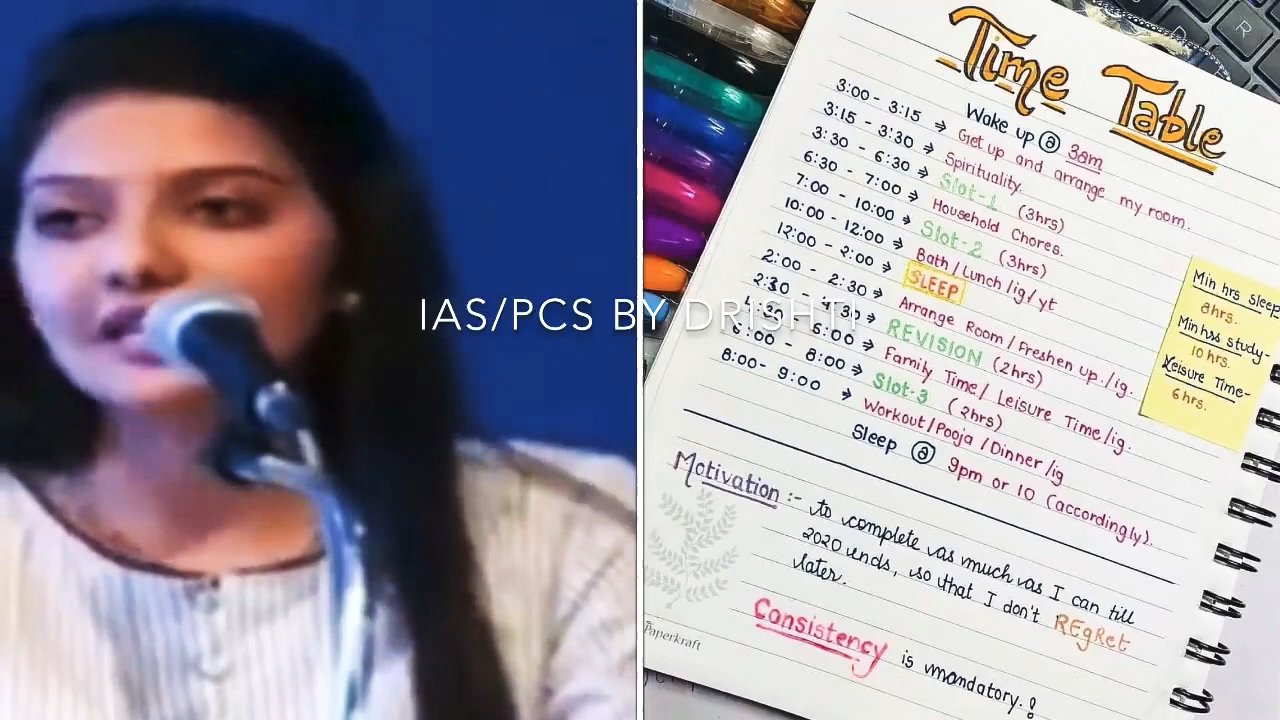 IAS/PCS BY DRISHTI
Time Table
Wake up @ 3am
3:00 - 3:15 → Get up and arrange my room.
3:15 - 3:30 → Spirituality.
3:30 - 6:30 → Slot-1 (3hrs)
6:30 - 7:00 → Household Chores.
7:00 - 10:00 → Slot-2 (3hrs)
10:00 - 12:00 → Bath/Lunch/ig/yt
12:00 - 2:00 → SLEEP
2:00 - 2:30 → Arrange Room/Freshen up./ig.
2:30 - 4:30 → REVISION (2hrs)
4:30 - 6:00 → Family Time/Leisure Time/ig.
6:00 - 8:00 → Slot-3 (2hrs)
8:00 - 9:00 → Workout/Pooja/Dinner/ig
Sleep @ 9pm or 10 (accordingly).
Min hrs sleep
8hrs.
Min hrs study-
10 hrs.
Leisure Time-
6 hrs.
Motivation :- to complete as much as I can till
2020 ends, so that I don't REgRet
later.
Consistency is mandatory.!
Paperkraft
R